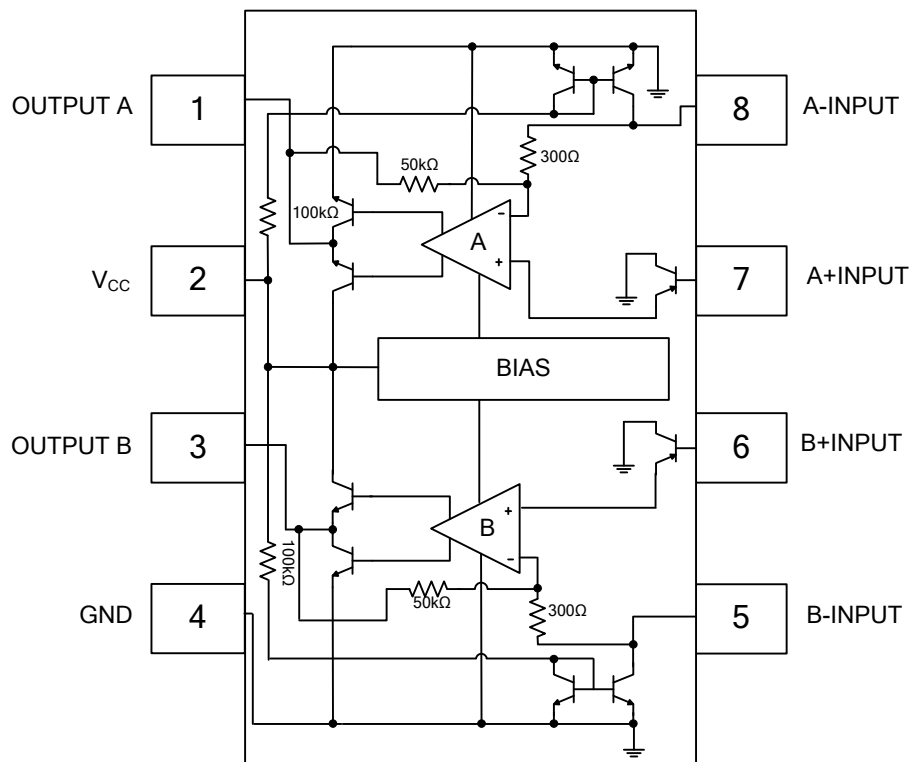 OUTPUT A
1
8
A-INPUT
50kΩ
300Ω
100kΩ
-
A
+
V_CC
2
7
A+INPUT
BIAS
OUTPUT B
3
6
B+INPUT
+
B
-
100kΩ
50kΩ
300Ω
GND
4
5
B-INPUT